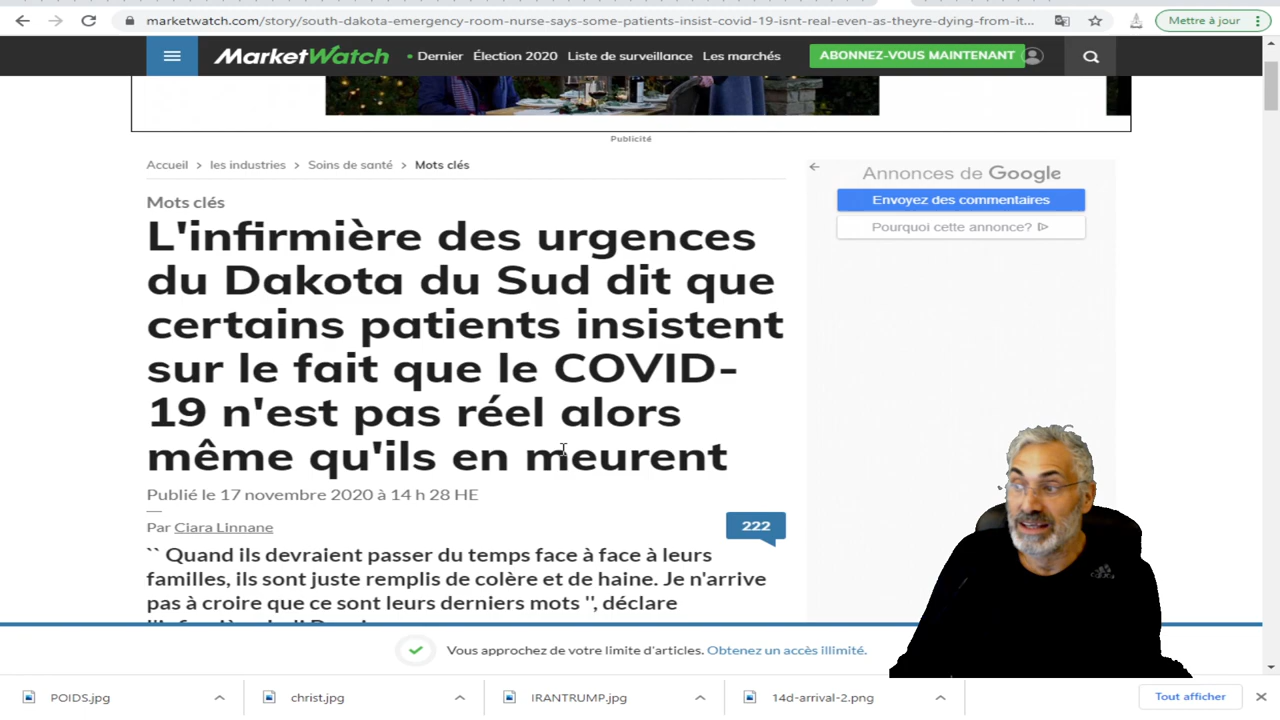 marketwatch.com/story/south-dakota-emergency-room-nurse-says-some-patients-insist-covid-19-isnt-real-even-as-theyre-dying-from-it...
Mettre à jour
MarketWatch
• Dernier Élection 2020 Liste de surveillance Les marchés
ABONNEZ-VOUS MAINTENANT
Publicité
Accueil > les industries > Soins de santé > Mots clés
Annonces de Google
Envoyez des commentaires
Pourquoi cette annonce?
Mots clés
L'infirmière des urgences
du Dakota du Sud dit que
certains patients insistent
sur le fait que le COVID-
19 n'est pas réel alors
même qu'ils en meurent
Publié le 17 novembre 2020 à 14 h 28 HE
Par Ciara Linnane
222
`` Quand ils devraient passer du temps face à face à leurs
familles, ils sont juste remplis de colère et de haine. Je n'arrive
pas à croire que ce sont leurs derniers mots '', déclare
Vous approchez de votre limite d'articles. Obtenez un accès illimité.
adidas
POIDS.jpg
christ.jpg
IRANTRUMP.jpg
14d-arrival-2.png
Tout afficher